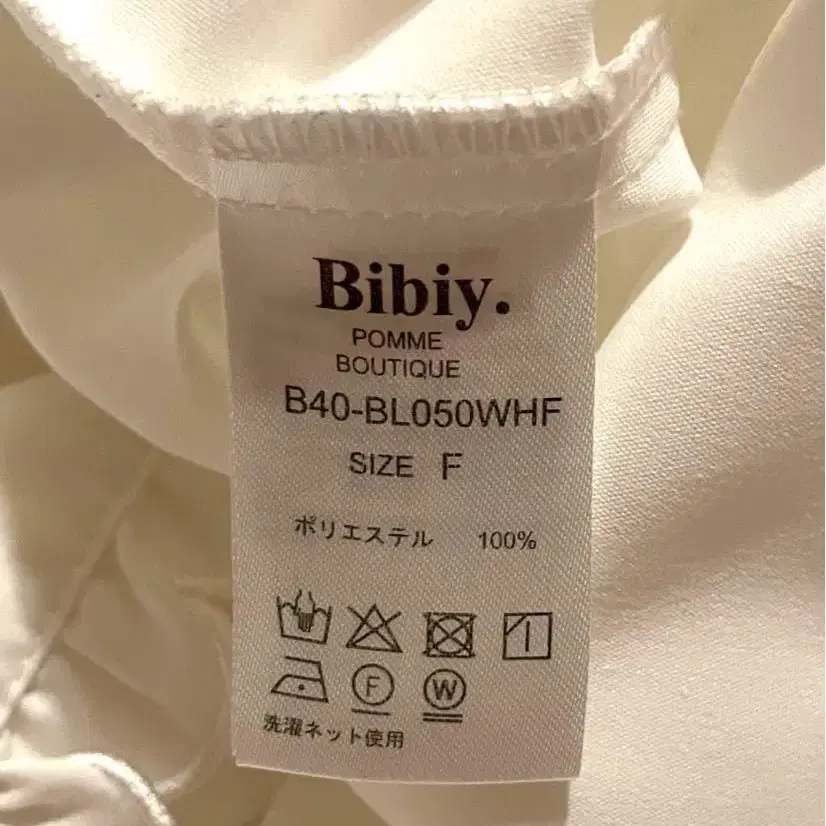 Bibiy.
POMME
BOUTIQUE
B40-BL050WHF
SIZE F
ポリエステル 100%
F W
洗濯ネット使用